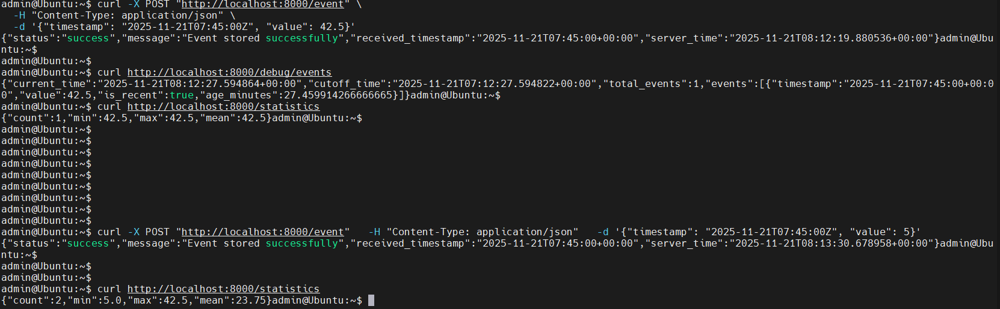 admin@Ubuntu:~$ curl -X POST "http://localhost:8000/event" \
  -H "Content-Type: application/json" \
  -d '{"timestamp": "2025-11-21T07:45:00Z", "value": 42.5}'
{"status":"success","message":"Event stored successfully","received_timestamp":"2025-11-21T07:45:00+00:00","server_time":"2025-11-21T08:12:19.880536+00:00"}admin@Ubu
ntu:~$
admin@Ubuntu:~$
admin@Ubuntu:~$ curl http://localhost:8000/debug/events
{"current_time":"2025-11-21T08:12:27.594864+00:00","cutoff_time":"2025-11-21T07:12:27.594822+00:00","total_events":1,"events":[{"timestamp":"2025-11-21T07:45:00+00:0
0","value":42.5,"is_recent":true,"age_minutes":27.459914266666665}]}admin@Ubuntu:~$
admin@Ubuntu:~$ curl http://localhost:8000/statistics
{"count":1,"min":42.5,"max":42.5,"mean":42.5}admin@Ubuntu:~$
admin@Ubuntu:~$
admin@Ubuntu:~$
admin@Ubuntu:~$
admin@Ubuntu:~$
admin@Ubuntu:~$
admin@Ubuntu:~$
admin@Ubuntu:~$
admin@Ubuntu:~$
admin@Ubuntu:~$
admin@Ubuntu:~$ curl -X POST "http://localhost:8000/event"   -H "Content-Type: application/json"   -d '{"timestamp": "2025-11-21T07:45:00Z", "value": 5}'
{"status":"success","message":"Event stored successfully","received_timestamp":"2025-11-21T07:45:00+00:00","server_time":"2025-11-21T08:13:30.678958+00:00"}admin@Ubu
ntu:~$
admin@Ubuntu:~$
admin@Ubuntu:~$
admin@Ubuntu:~$ curl http://localhost:8000/statistics
{"count":2,"min":5.0,"max":42.5,"mean":23.75}admin@Ubuntu:~$